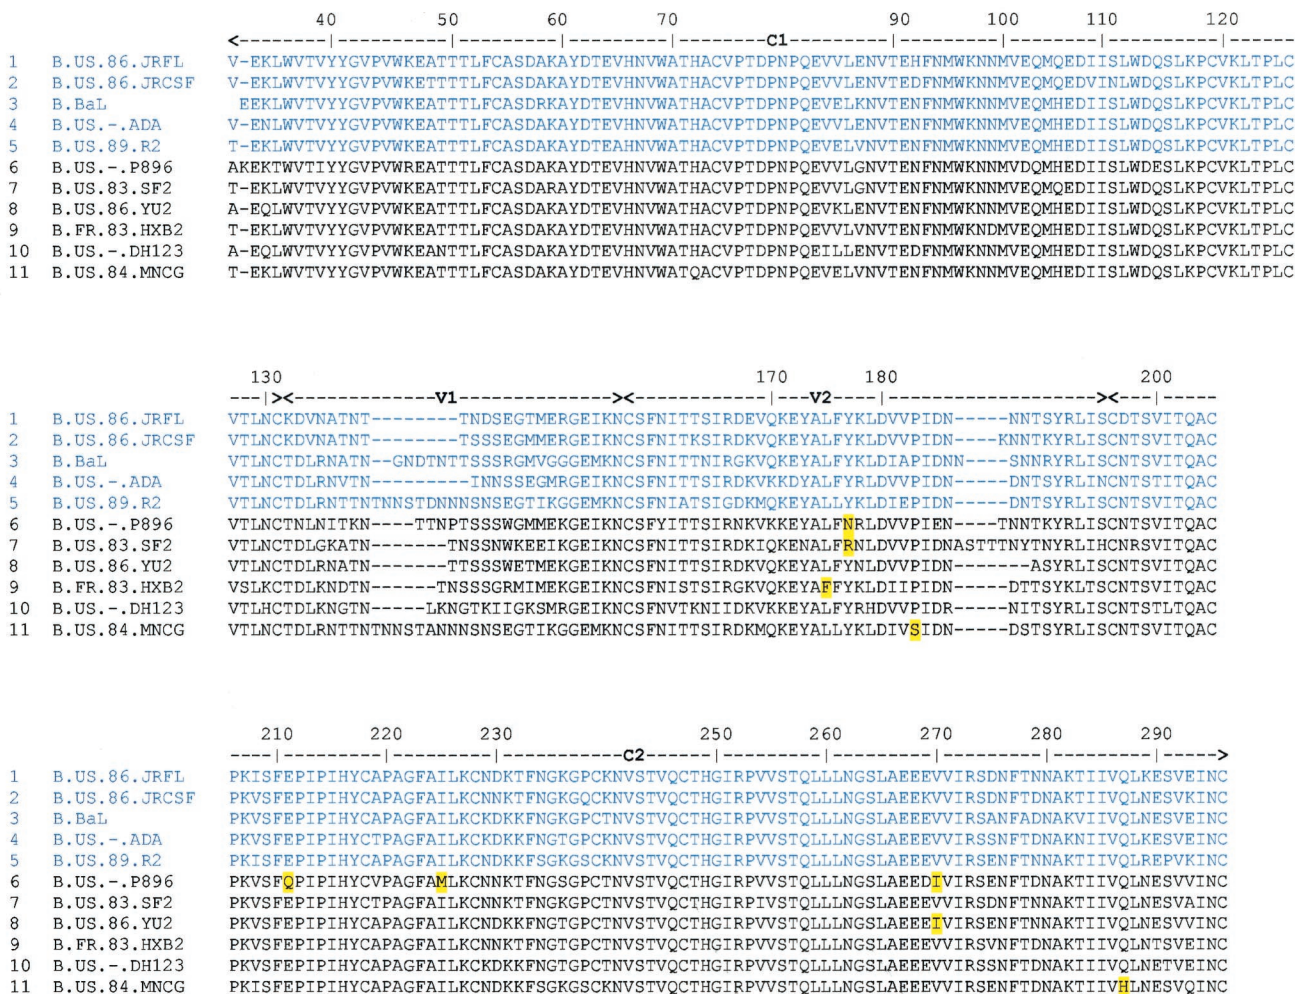 40 50 60 70 90 100 110 120
<--------|----------|---------|---------|--------C1---------|---------|--------|----------|------
1 B.US.86.JRFL V-EKLWVTVYYGVPVWKEATTTLFCASDAKAYDTEVHNVWATHACVPTDPNPQEVVLENVTEHFNMWKNNMVEQMQEDIISLWDQSLKPCVKLTPLC
2 B.US.86.JRCSF V-EKLWVTVYYGVPVWKETTTTLFCASDAKAYDTEVHNVWATHACVPTDPNPQEVVLENVTEDFNMWKNNMVEQMQEDVINLWDQSLKPCVKLTPLC
3 B.BaL EEKLWVTVYYGVPVWKEATTTLFCASDRKAYDTEVHNVWATHACVPTDPNPQEVELKNVTENFNMWKNNMVEQMHEDIISLWDQSLKPCVKLTPLC
4 B.US.-.ADA V-ENLWVTVYYGVPVWKEATTTLFCASDAKAYDTEVHNVWATHACVPTDPNPQEVVLENVTENFNMWKNNMVEQMHEDIISLWDQSLKPCVKLTPLC
5 B.US.89.R2 T-EKLWVTVYYGVPVWKEATTTLFCASDAKAYDTEAHNVWATHACVPTDPNPQEVELVNVTENFNMWKNNMVEQMHEDIISLWDQSLKPCVKLTPLC
6 B.US.-.P896 AKEKTWVTIYYGVPVWREATTTLFCASDAKAYDTEVHNVWATHACVPTDPNPQEVVLGNVTENFNMWKNNMVDQMHEDIISLWDESLKPCVKLTPLC
7 B.US.83.SF2 T-EKLWVTVYYGVPVWKEATTTLFCASDARAYDTEVHNVWATHACVPTDPNPQEVVLGNVTENFNMWKNNMVEQMQEDIISLWDQSLKPCVKLTPLC
8 B.US.86.YU2 A-EQLWVTVYYGVPVWKEATTTLFCASDAKAYDTEVHNVWATHACVPTDPNPQEVKLENVTENFNMWKNNMVEQMHEDIISLWDQSLKPCVKLTPLC
9 B.FR.83.HXB2 T-EKLWVTVYYGVPVWKEATTTLFCASDAKAYDTEVHNVWATHACVPTDPNPQEVVLVNVTENFNMWKNDMVEQMHEDIISLWDQSLKPCVKLTPLC
10 B.US.-.DH123 A-EQLWVTVYYGVPVWKEANTTLFCASDAKAYDTEVHNVWATHACVPTDPNPQEILLENVTEDFNMWKNNMVEQMHEDIISLWDQSLKPCVKLTPLC
11 B.US.84.MNCG T-EKLWVTVYYGVPVWKEATTTLFCASDAKAYDTEVHNVWATQACVPTDPNPQEVELVNVTENFNMWKNNMVEQMHEDIISLWDQSLKPCVKLTPLC
130 170 180 200
---|><-------------V1---------------><-------------|---V2----|-------------------><---|-----
1 B.US.86.JRFL VTLNCKDVNATNT--------TNDSEGTMERGEIKNCSFNITTSIRDEVQKEYALFYKLDVVPIDN----NNTSYRLISCDTSVITQAC
2 B.US.86.JRCSF VTLNCKDVNATNT--------TSSSEGMMERGEIKNCSFNITKSIRDKVQKEYALFYKLDVVPIDN----KNNTKYRLISCNTSVITQAC
3 B.BaL VTLNCTDLRNATN--GNDTNTTSSSRGMVGGGEMKNCSFNITTNIRGKVQKEYALFYKLDIAPIDNN----SNNRYRLISCNTSVITQAC
4 B.US.-.ADA VTLNCTDLRNVTN---------INNSSEGMRGEIKNCSFNITTSIRDKVKKDYALFYRLDVVPIDN-----DNTSYRLINCNTSTITQAC
5 B.US.89.R2 VTLNCTDLRNTTNTNNSTDNNNSNSEGTIKGGEMKNCSFNIATSIGDKMQKEYALLYKLDIEPIDN-----DNTSYRLISCNTSVITQAC
6 B.US.-.P896 VTLNCTNLNITKN----TTNPTSSSWGMMEKGEIKNCSFYITTSIRNKVKKEYALFNRLDVVPIEN----TNNTKYRLISCNTSVITQAC
7 B.US.83.SF2 VTLNCTDLGKATN-------TNSSNWKEEIKGEIKNCSFNITTSIRDKIQKENALFRNLDVVPIDNASTTTNYTNYRLIHCNRSVITQAC
8 B.US.86.YU2 VTLNCTDLRNATN-------TTSSSWETMEKGEIKNCSFNITTSIRDKVQKEYALFYNLDVVPIDN-------ASYRLISCNTSVITQAC
9 B.FR.83.HXB2 VSLKCTDLKNDTN-------TNSSSGRMIMEKGEIKNCSFNISTSIRGKVQKEYAFFYKLDIIPIDN-----DTTSYKLTSCNTSVITQAC
10 B.US.-.DH123 VTLHCTDLKNGTN-----LKNGTKIIGKSMRGEIKNCSFNVTKNIIDKVKKEYALFYRHDVVPIDR-----NITSYRLISCNTSTLTQAC
11 B.US.84.MNCG VTLNCTDLRNTTNTNNSTANNNSNSEGTIKGGEMKNCSFNITTSIRDKMQKEYALLYKLDIVSIDN-----DSTSYRLISCNTSVITQAC
210 220 230 250 260 270 280 290
----|---------|---------|-----------C2-------|---------|---------|---------|---------|----->
1 B.US.86.JRFL PKISFEPIPIHYCAPAGFAILKCNDKTFNGKGPCKNVSTVQCTHGIRPVVSTQLLLNGSLAEEEVVIRSDNFTNNAKTIIVQLKESVEINC
2 B.US.86.JRCSF PKVSFEPIPIHYCAPAGFAILKCNNKTFNGKGQCKNVSTVQCTHGIRPVVSTQLLLNGSLAEEKVVIRSDNFTDNAKTIIVQLNESVKINC
3 B.BaL PKVSFEPIPIHYCAPAGFAILKCKDKKFNGKGPCTNVSTVQCTHGIRPVVSTQLLLNGSLAEEEVVIRSANFADNAKVIIVQLNESVEINC
4 B.US.-.ADA PKVSFEPIPIHYCTPAGFAILKCKDKKFNGTGPCKNVSTVQCTHGIRPVVSTQLLLNGSLAEEEVVIRSSNFTDNAKNIIVQLKESVEINC
5 B.US.89.R2 PKISFEPIPIHYCAPAGFAILKCNDKKFSGKGSCKNVSTVQCTHGIRPVVSTQLLLNGSLAEEEVVIRSENFTDNAKTIIVQLREPVKINC
6 B.US.-.P896 PKVSFQPIPIHYCVPAGFAMLKCNNKTFNGSGPCTNVSTVQCTHGIRPVVSTQLLLNGSLAEEDIVIRSENFTDNAKTIIVQLNESVVINC
7 B.US.83.SF2 PKVSFEPIPIHYCTPAGFAILKCNNKTFNGKGPCTNVSTVQCTHGIRPIVSTQLLLNGSLAEEEVVIRSDNFTNNAKTIIVQLNESVAINC
8 B.US.86.YU2 PKVSFEPIPIHYCAPAGFAILKCNDKKFNGTGPCTNVSTVQCTHGIRPVVSTQLLLNGSLAEEEIVIRSENFTNNAKTIIVQLNESVVINC
9 B.FR.83.HXB2 PKVSFEPIPIHYCAPAGFAILKCNNKTFNGTGPCTNVSTVQCTHGIRPVVSTQLLLNGSLAEEEVVIRSVNFTDNAKTIIVQLNTSVEINC
10 B.US.-.DH123 PKVSFEPIPIHYCAPAGFAILKCKDKKFNGTGPCTNVSTVQCTHGIRPVVSTQLLLNGSLAEEEVVIRSSNFTDNAKIIIVQLNETVEINC
11 B.US.84.MNCG PKISFEPIPIHYCAPAGFAILKCNDKKFSGKGSCKNVSTVQCTHGIRPVVSTQLLLNGSLAEEEVVIRSENFTDNAKTIIVHLNESVQINC